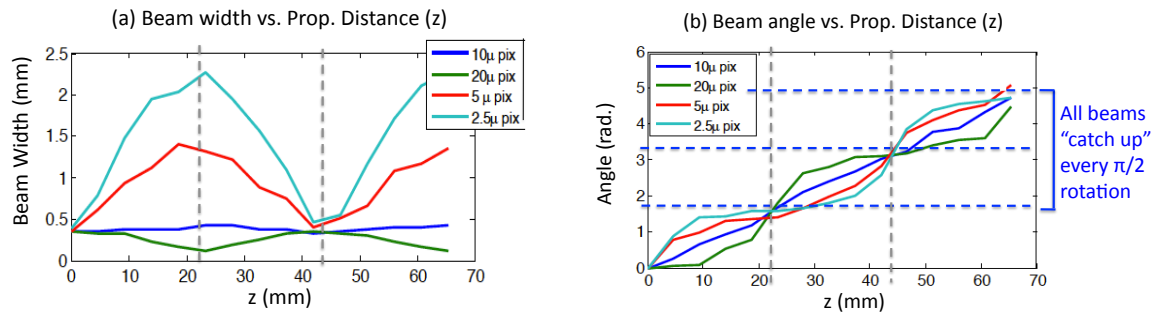 (a) Beam width vs. Prop. Distance (z)
2.5
2
1.5
1
0.5
0
0 10 20 30 40 50 60 70
Beam Width (mm)
z (mm)
10µ pix
20µ pix
5 µ pix
2.5µ pix
(b) Beam angle vs. Prop. Distance (z)
6
5
4
3
2
1
0
0 10 20 30 40 50 60 70
Angle (rad.)
z (mm)
10µ pix
20µ pix
5 µ pix
2.5µ pix
All beams
“catch up”
every π/2
rotation